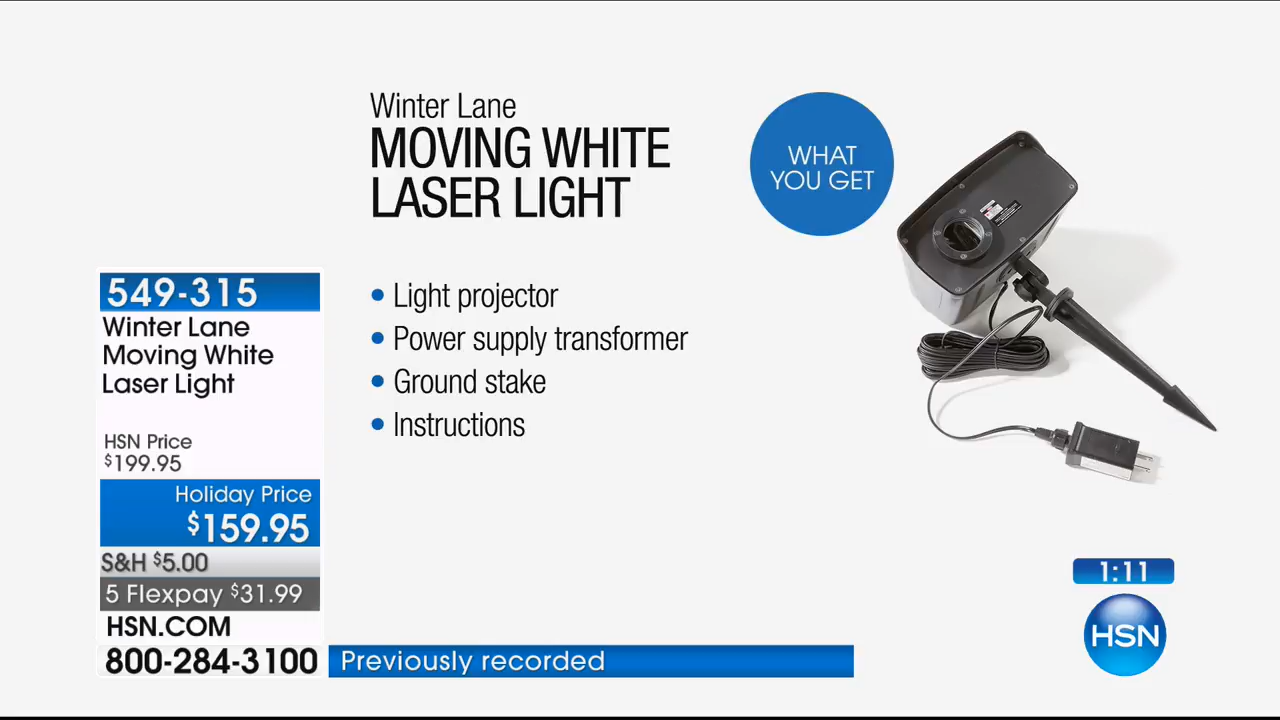 Winter Lane
MOVING WHITE
LASER LIGHT
WHAT
YOU GET
549-315
Winter Lane
Moving White
Laser Light
HSN Price
$199.95
Holiday Price
$159.95
S&H $5.00
5 Flexpay $31.99
HSN.COM
800-284-3100
• Light projector
• Power supply transformer
• Ground stake
• Instructions
Previously recorded
1:11
HSN